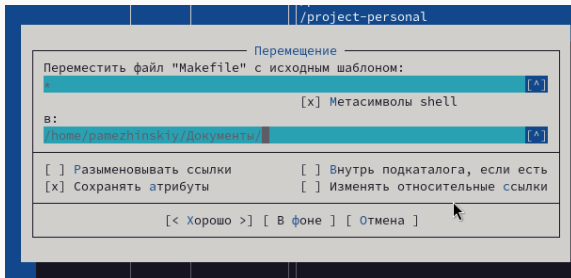 /project-personal
Перемещение
Переместить файл "Makefile" с исходным шаблоном:
* [^]
[x] Метасимволы shell
в:
/home/pamezhinskiy/Документы/ [^]
[ ] Разыменовывать ссылки [ ] Внутрь подкаталога, если есть
[x] Сохранять атрибуты [ ] Изменять относительные ссылки
[< Хорошо >] [ В фоне ] [ Отмена ]